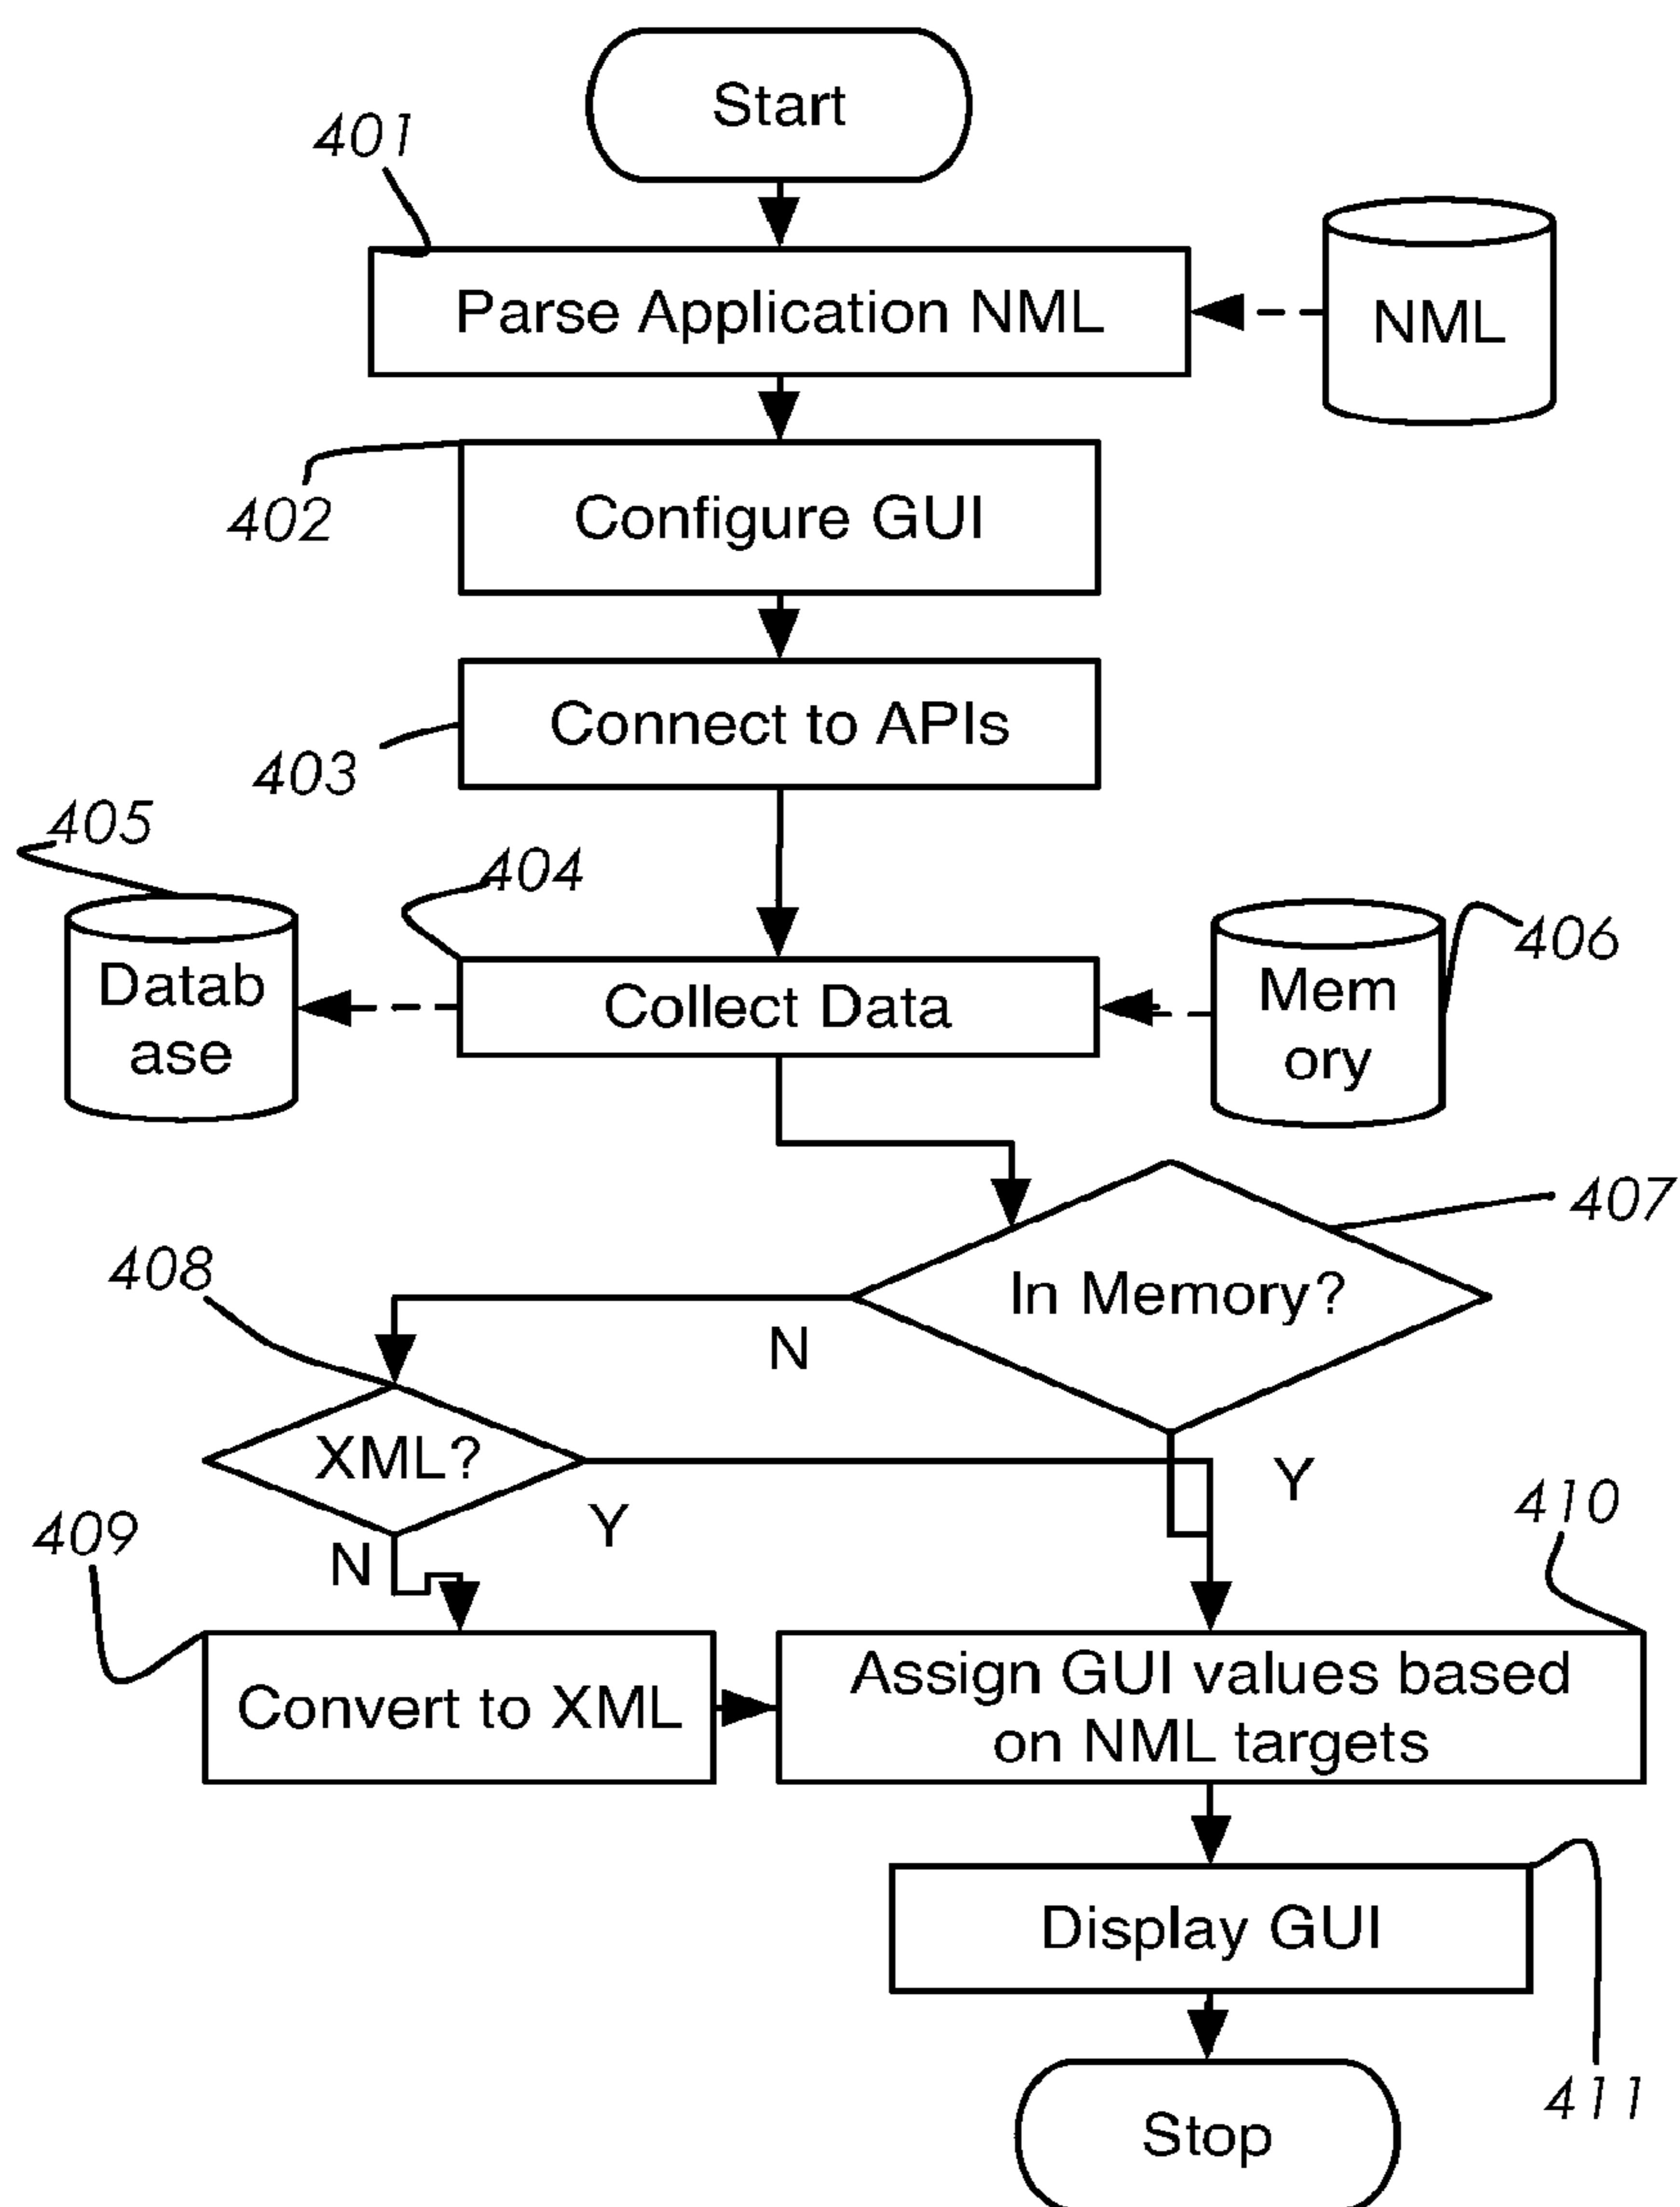 Start
401
Parse Application NML
NML
402
Configure GUI
Connect to APIs
403
405
404
406
Datab
ase
Collect Data
Mem
ory
407
408
In Memory?
N
XML?
Y
Y
410
409
N
Convert to XML
Assign GUI values based
on NML targets
Display GUI
411
Stop